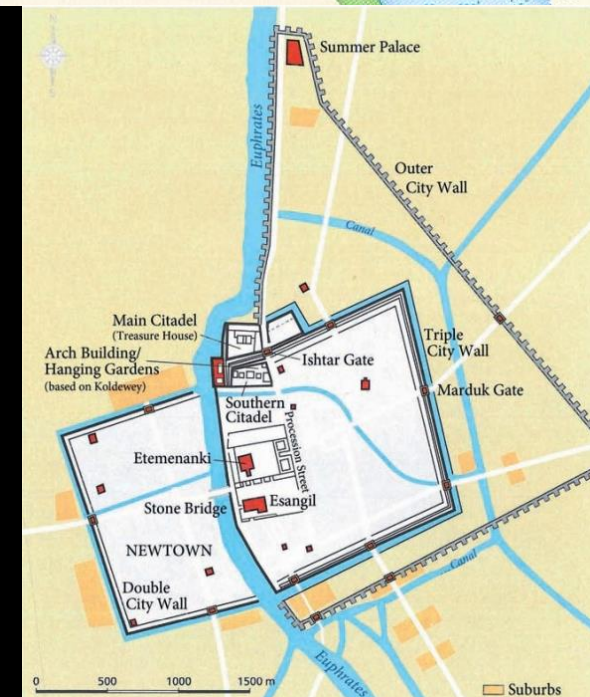 Summer Palace
Euphrates
Outer
City Wall
Canal
Main Citadel
(Treasure House)
Arch Building/
Hanging Gardens
(based on Koldewey)
Ishtar Gate
Triple
City Wall
Marduk Gate
Southern
Citadel
Procession Street
Etemenanki
Esangil
Stone Bridge
NEWTOWN
Double
City Wall
Canal
Euphrates
0 500 1000 1500 m
Suburbs